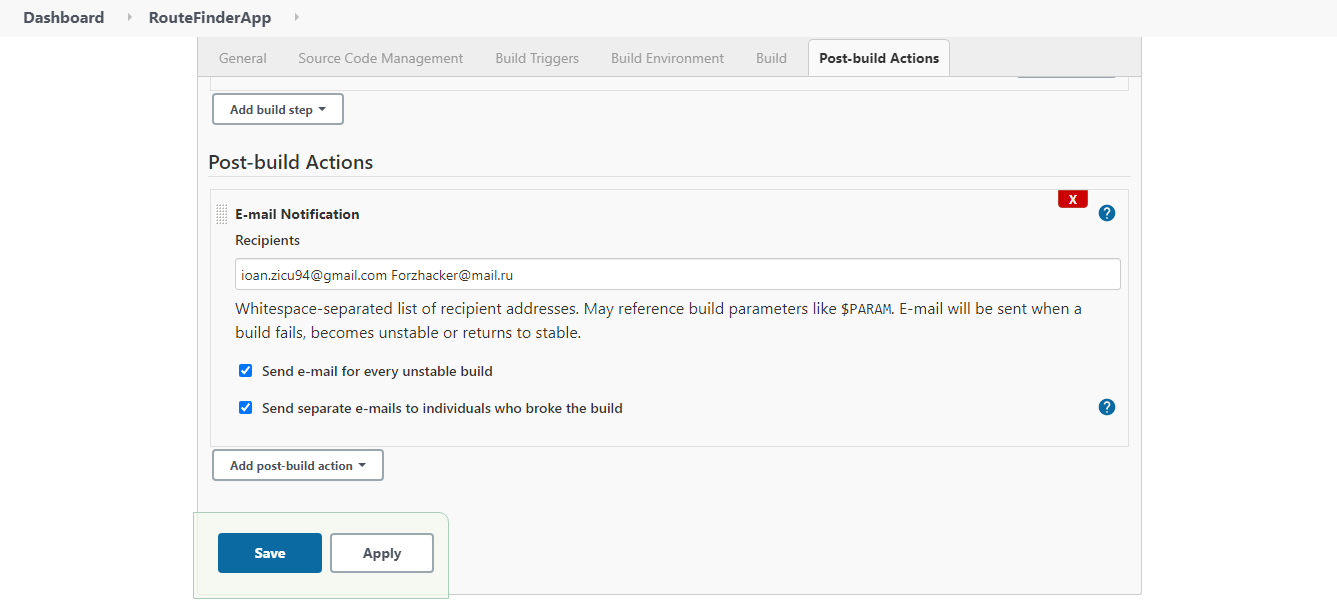 Dashboard RouteFinderApp
General Source Code Management Build Triggers Build Environment Build Post-build Actions
Add build step
Post-build Actions
X
E-mail Notification ?
Recipients
ioan.zicu94@gmail.com Forzhacker@mail.ru
Whitespace-separated list of recipient addresses. May reference build parameters like $PARAM. E-mail will be sent when a
build fails, becomes unstable or returns to stable.
Send e-mail for every unstable build
Send separate e-mails to individuals who broke the build ?
Add post-build action
Save Apply